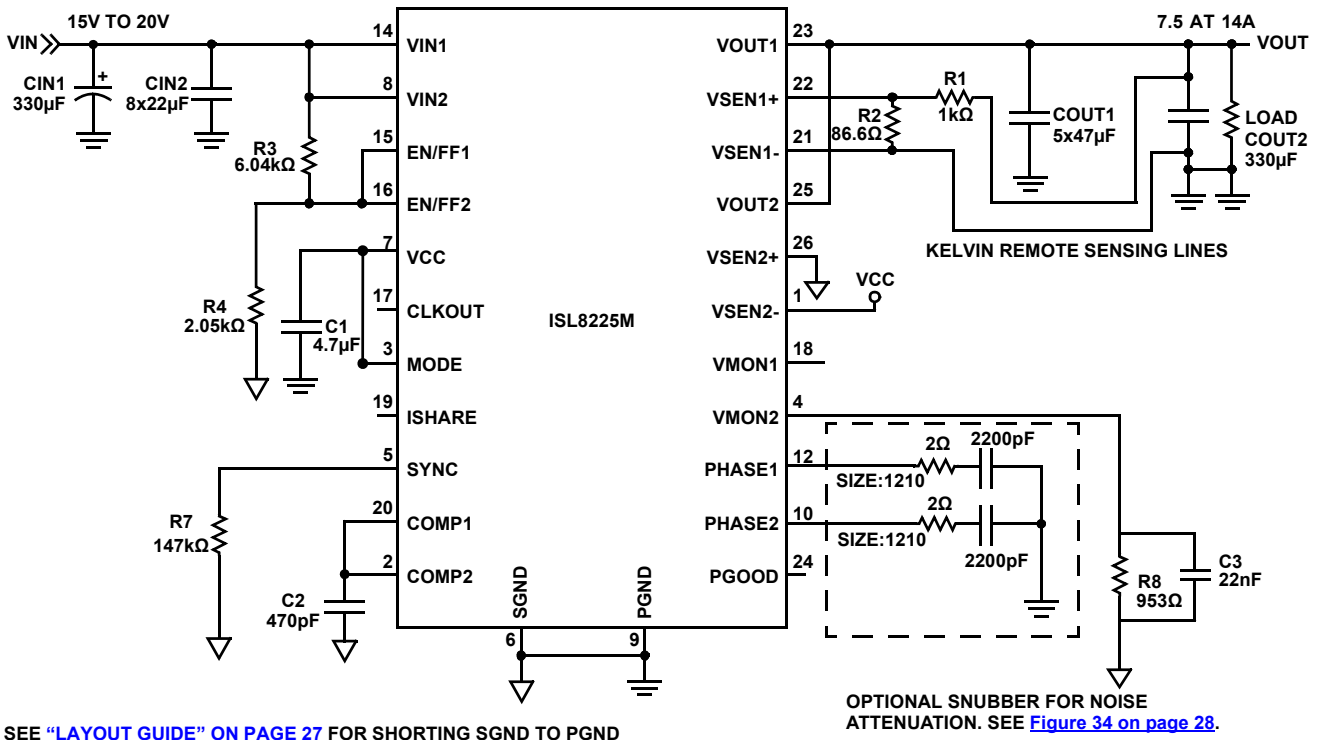 15V TO 20V
VIN
CIN1
330µF
+
CIN2
8x22µF
R3
6.04kΩ
R4
2.05kΩ
C1
4.7µF
R7
147kΩ
C2
470pF
14
VIN1
8
VIN2
15
EN/FF1
16
EN/FF2
7
VCC
17
CLKOUT
3
MODE
19
ISHARE
5
SYNC
20
COMP1
2
COMP2
ISL8225M
SGND
6
PGND
9
VOUT1
23
VSEN1+
22
VSEN1-
21
VOUT2
25
VSEN2+
26
VSEN2-
1
VMON1
18
VMON2
4
PHASE1
12
PHASE2
10
PGOOD
24
7.5 AT 14A
VOUT
R1
1kΩ
R2
86.6Ω
COUT1
5x47µF
LOAD
COUT2
330µF
KELVIN REMOTE SENSING LINES
VCC
2Ω
2200pF
SIZE:1210
2Ω
SIZE:1210
2200pF
R8
953Ω
C3
22nF
OPTIONAL SNUBBER FOR NOISE
ATTENUATION. SEE Figure 34 on page 28.
SEE “LAYOUT GUIDE” ON PAGE 27 FOR SHORTING SGND TO PGND